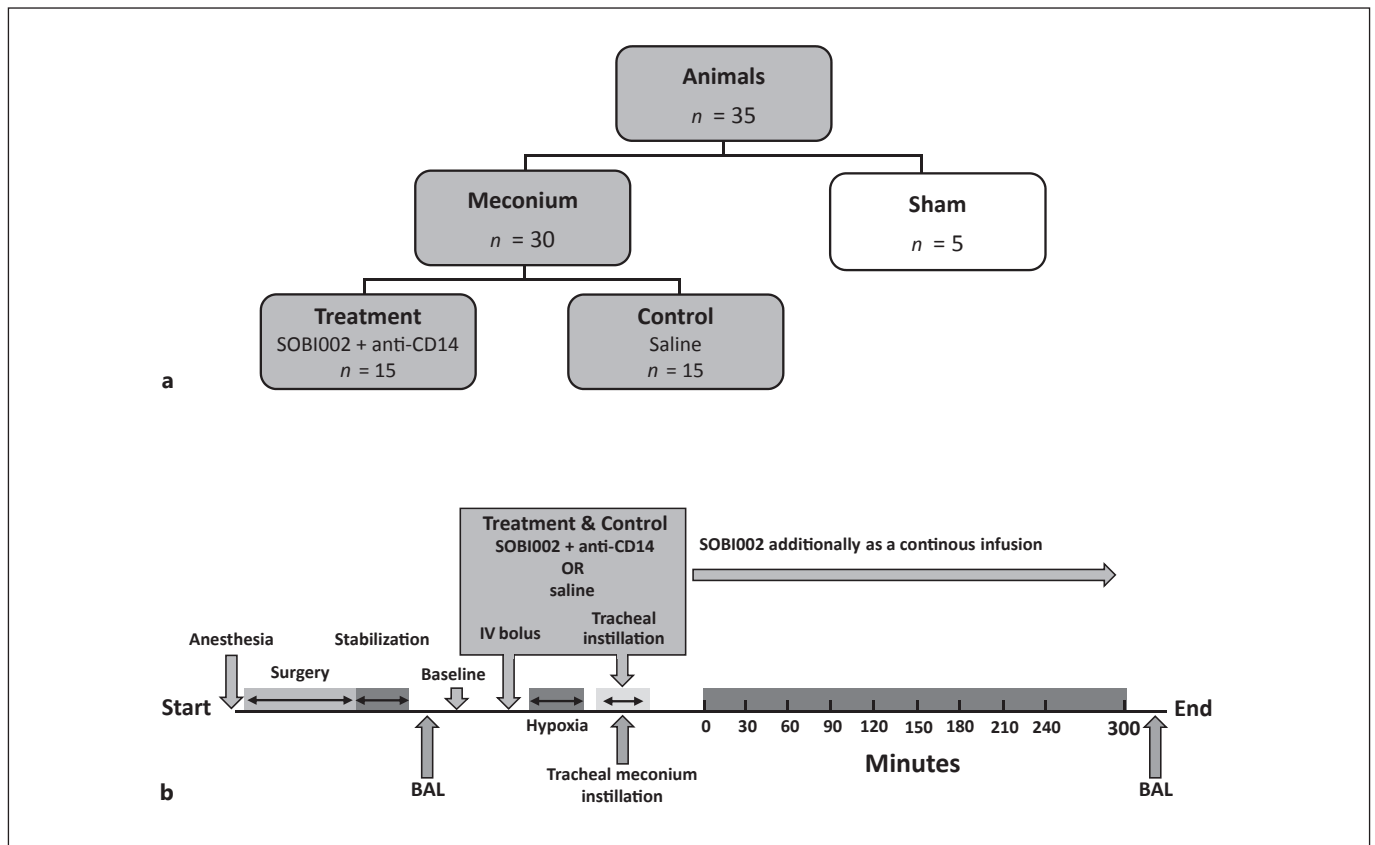 Animals
n = 35
Meconium
n = 30
Sham
n = 5
Treatment
SOBI002 + anti-CD14
n = 15
Control
Saline
n = 15
a
Treatment & Control
SOBI002 + anti-CD14
OR
saline
IV bolus
Tracheal
instillation
SOBI002 additionally as a continous infusion
Anesthesia
Surgery
Stabilization
Baseline
Start
Hypoxia
0 30 60 90 120 150 180 210 240 300
End
Minutes
BAL
Tracheal meconium
instillation
BAL
b